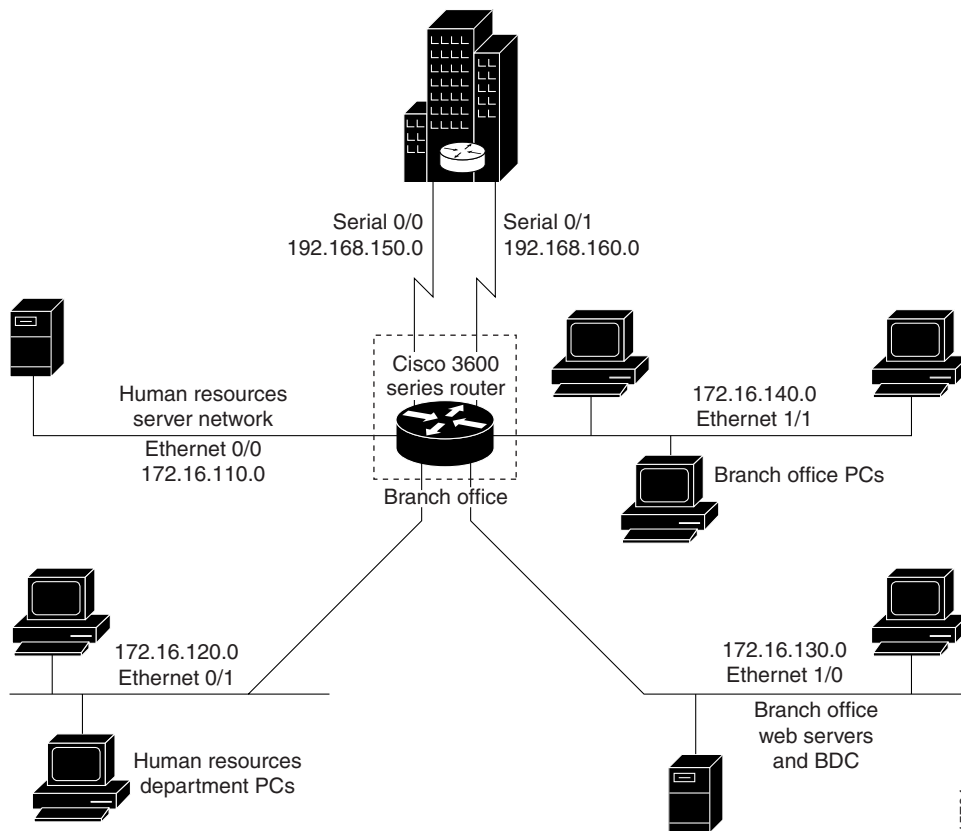 Serial 0/0
192.168.150.0
Serial 0/1
192.168.160.0
Cisco 3600
series router
Human resources
server network
Ethernet 0/0
172.16.110.0
172.16.140.0
Ethernet 1/1
Branch office PCs
Branch office
172.16.120.0
Ethernet 0/1
172.16.130.0
Ethernet 1/0
Human resources
department PCs
Branch office
web servers
and BDC